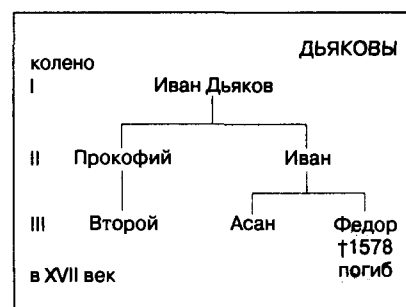 ДЬЯКОВЫ
колено
I Иван Дьяков
II Прокофий Иван
III Второй Асан Федор
†1578
в XVII век погиб